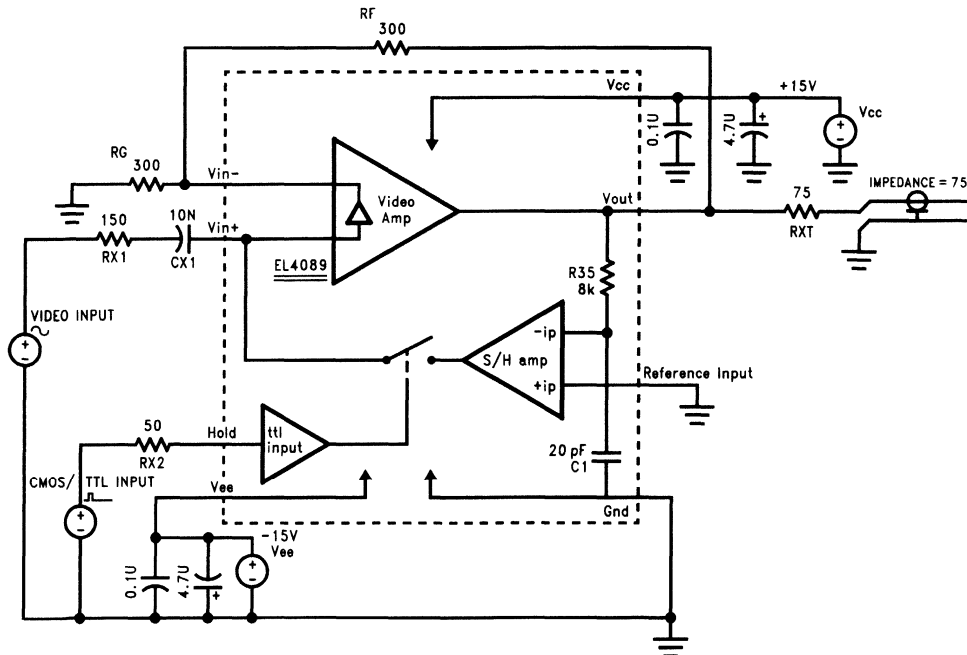 RF
300
Vcc
+15V
0.1U
4.7U
+
+
-
Vcc
RG
300
Vin-
Video
Amp
Vout
75
RXT
IMPEDANCE = 75
150
RX1
10N
CX1
Vin+
EL4089
R35
8k
VIDEO INPUT
+
-
-ip
S/H amp
+ip
Reference Input
50
RX2
Hold
ttl
input
20 pF
C1
CMOS/ TTL INPUT
+
-
Vee
Gnd
-15V
Vee
0.1U
4.7U
+
+
-